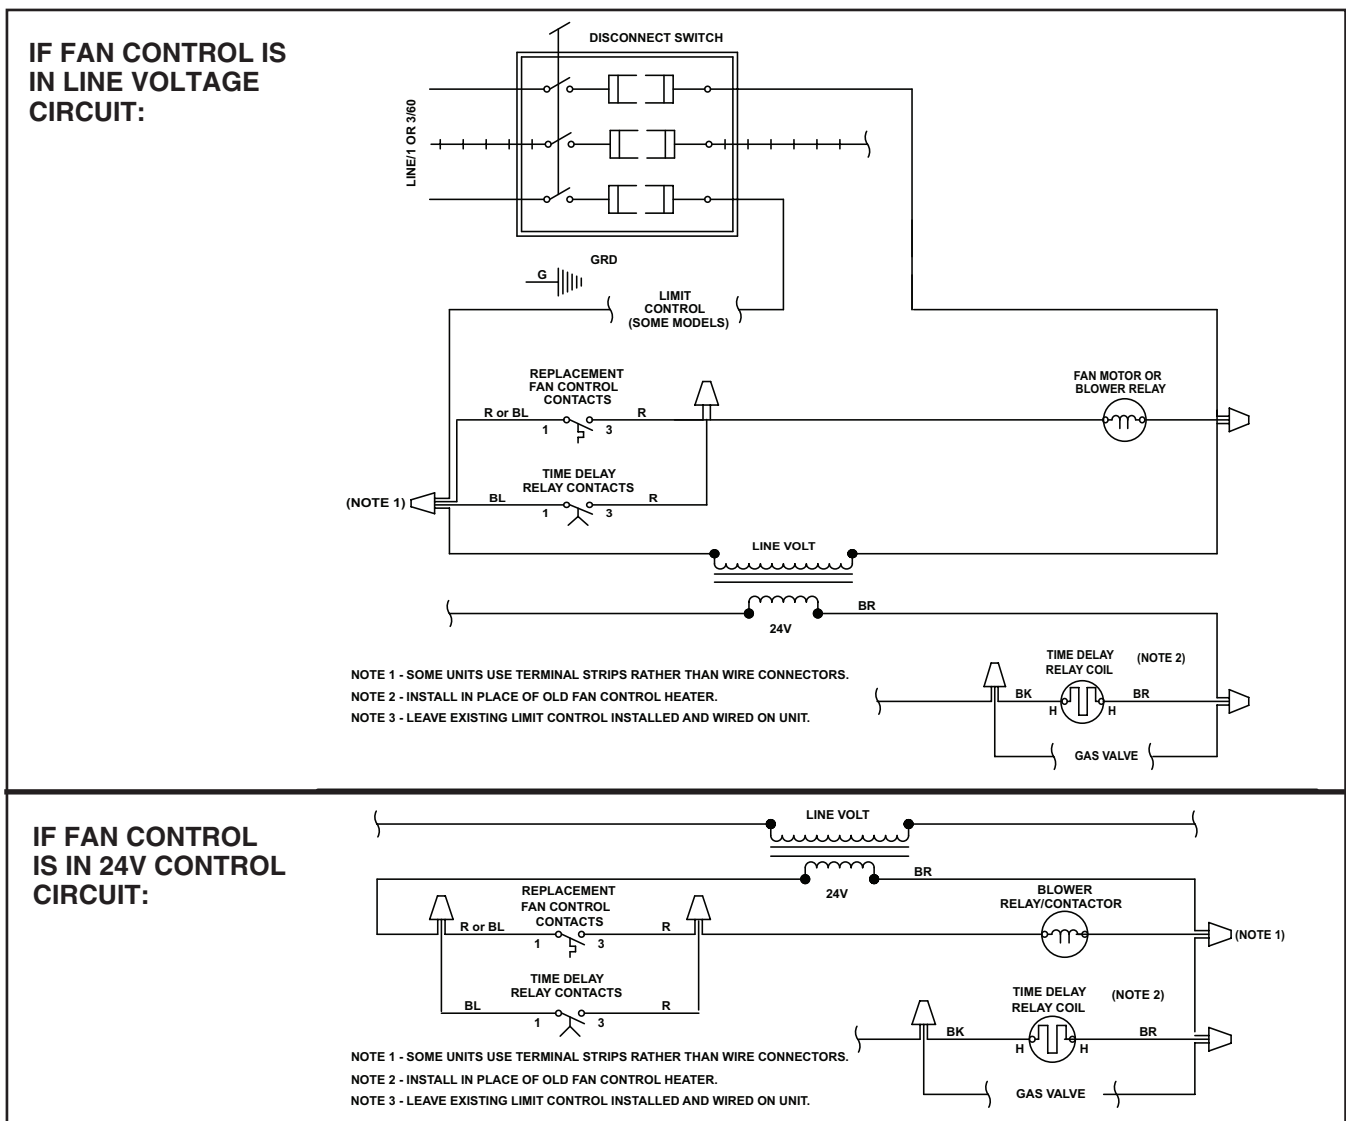 IF FAN CONTROL IS
IN LINE VOLTAGE
CIRCUIT:
DISCONNECT SWITCH
LINE/1 OR 3/60
GRD
G
LIMIT
CONTROL
(SOME MODELS)
REPLACEMENT
FAN CONTROL
CONTACTS
R or BL
1
3
R
FAN MOTOR OR
BLOWER RELAY
TIME DELAY
RELAY CONTACTS
(NOTE 1)
BL
1
3
R
LINE VOLT
24V
BR
TIME DELAY
RELAY COIL
(NOTE 2)
BK
H
H
BR
GAS VALVE
NOTE 1 - SOME UNITS USE TERMINAL STRIPS RATHER THAN WIRE CONNECTORS.
NOTE 2 - INSTALL IN PLACE OF OLD FAN CONTROL HEATER.
NOTE 3 - LEAVE EXISTING LIMIT CONTROL INSTALLED AND WIRED ON UNIT.
IF FAN CONTROL
IS IN 24V CONTROL
CIRCUIT:
LINE VOLT
24V
BR
REPLACEMENT
FAN CONTROL
CONTACTS
R or BL
1
3
R
BLOWER
RELAY/CONTACTOR
(NOTE 1)
TIME DELAY
RELAY CONTACTS
BL
1
3
R
TIME DELAY
RELAY COIL
(NOTE 2)
BK
H
H
BR
GAS VALVE
NOTE 1 - SOME UNITS USE TERMINAL STRIPS RATHER THAN WIRE CONNECTORS.
NOTE 2 - INSTALL IN PLACE OF OLD FAN CONTROL HEATER.
NOTE 3 - LEAVE EXISTING LIMIT CONTROL INSTALLED AND WIRED ON UNIT.